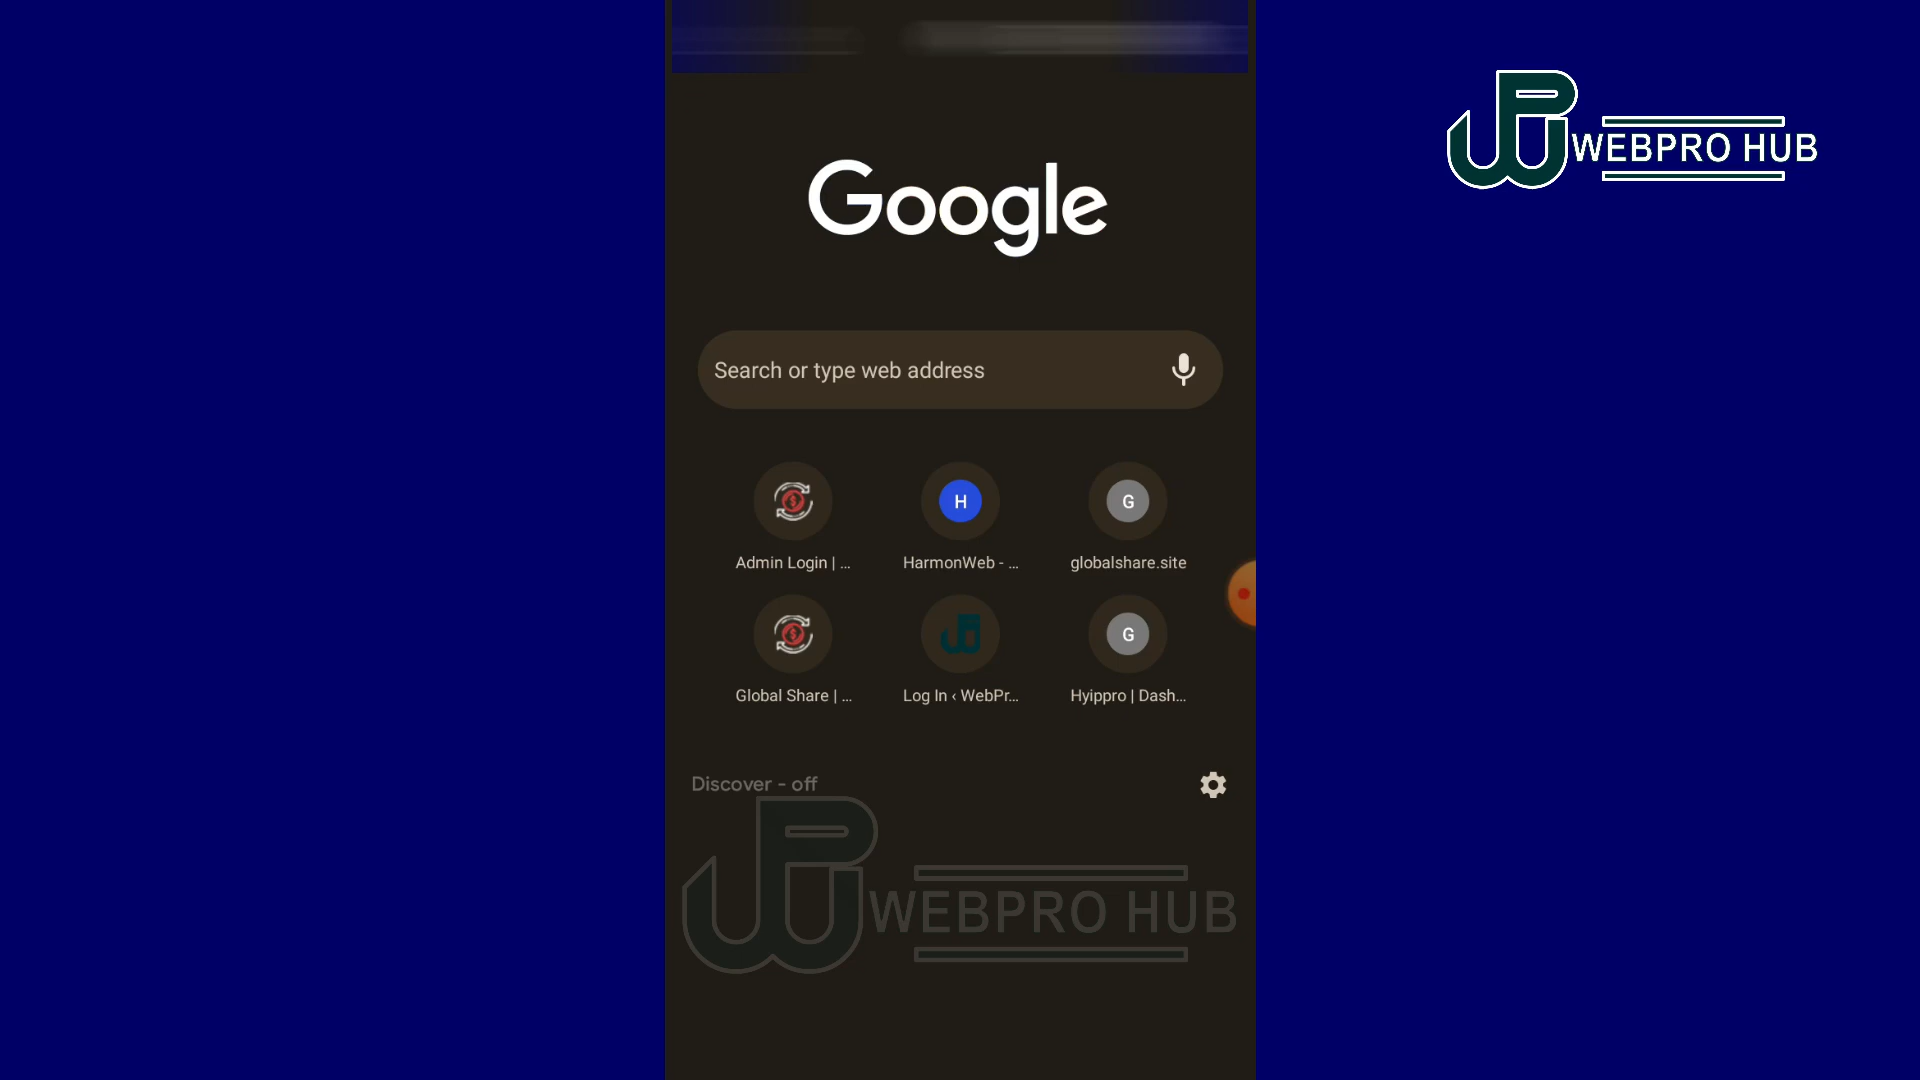 WEBPRO HUB
Google
Search or type web address
H
G
Admin Login | ...
HarmonWeb - ...
globalshare.site
G
Global Share | ...
Log In ‹ WebPr...
Hyippro | Dash...
Discover - off
WEBPRO HUB